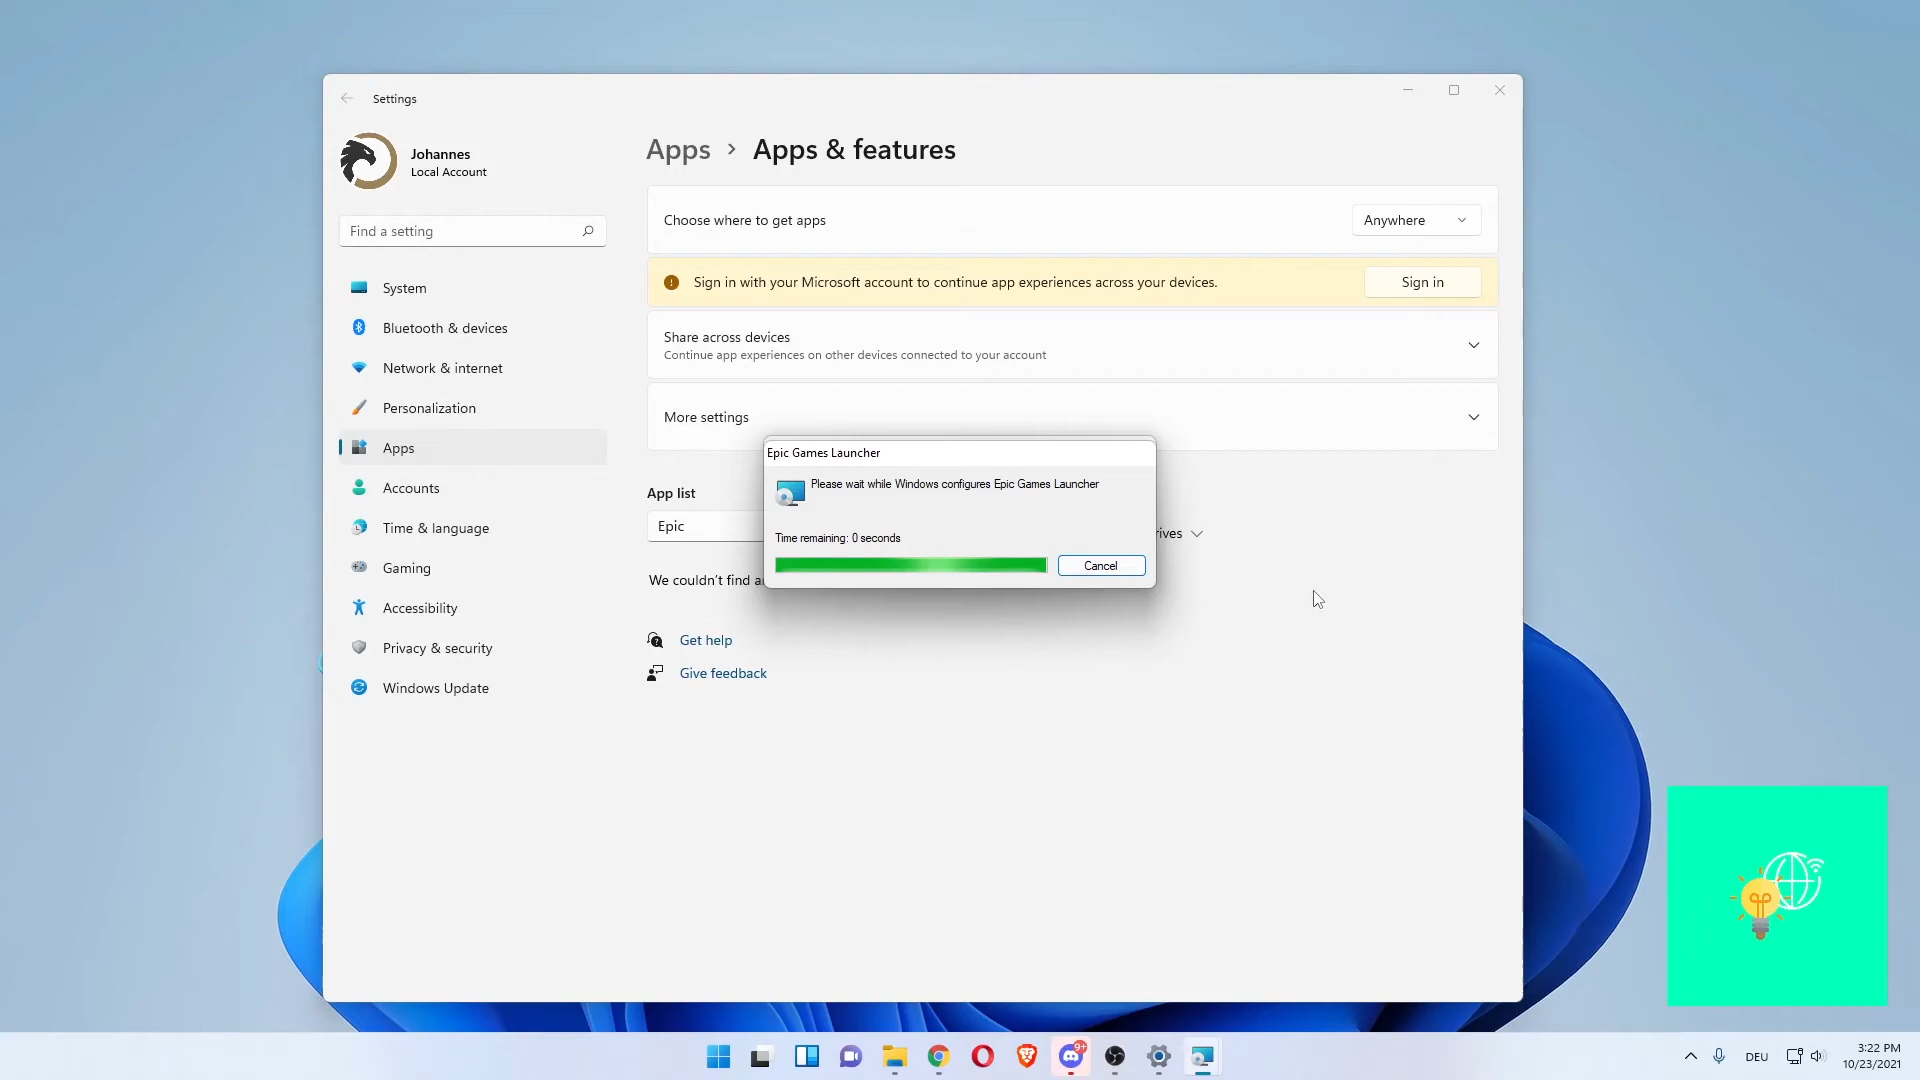 Settings
Johannes
Local Account
Find a setting
System
Bluetooth & devices
Network & internet
Personalization
Apps
Accounts
Time & language
Gaming
Accessibility
Privacy & security
Windows Update
Apps > Apps & features
Choose where to get apps
Anywhere
Sign in with your Microsoft account to continue app experiences across your devices.
Sign in
Share across devices
Continue app experiences on other devices connected to your account
More settings
App list
Epic
We couldn't find
Epic Games Launcher
Please wait while Windows configures Epic Games Launcher
Time remaining: 0 seconds
Cancel
Get help
Give feedback
9+
DEU
3:22 PM
10/23/2021